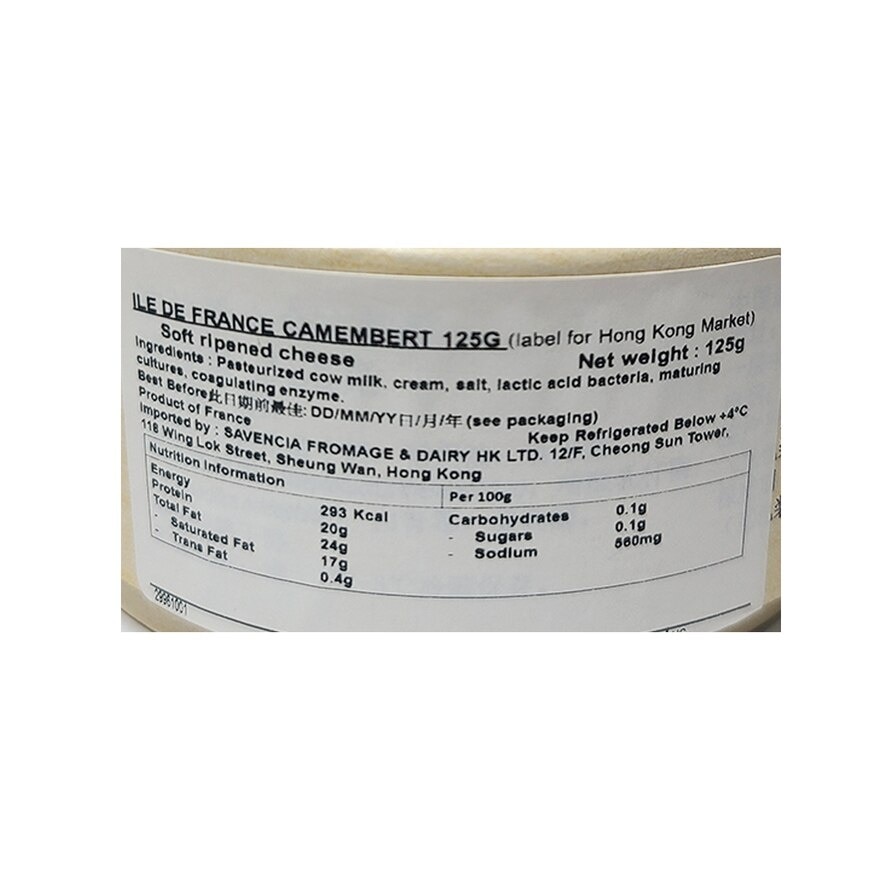 ILE DE FRANCE CAMEMBERT 125G (label for Hong Kong Market)
Soft ripened cheese
Net weight : 125g
Ingredients : Pasteurized cow milk, cream, salt, lactic acid bacteria, maturing
cultures, coagulating enzyme.
Best Before此日期前最佳: DD/MM/YY日/月/年 (see packaging)
Product of France
Keep Refrigerated Below +4°C
Imported by : SAVENCIA FROMAGE & DAIRY HK LTD. 12/F, Cheong Sun Tower,
118 Wing Lok Street, Sheung Wan, Hong Kong
Nutrition Information
Per 100g
Energy 293 Kcal
Protein 20g
Total Fat 24g
- Saturated Fat 17g
- Trans Fat 0.4g
Carbohydrates 0.1g
- Sugars 0.1g
- Sodium 560mg
29961001